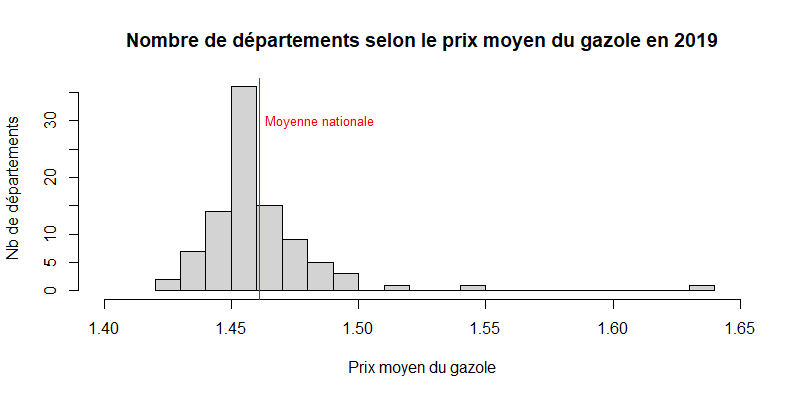 Nombre de départements selon le prix moyen du gazole en 2019
Nb de départements
30
20
10
5
0
Moyenne nationale
1.40 1.45 1.50 1.55 1.60 1.65
Prix moyen du gazole